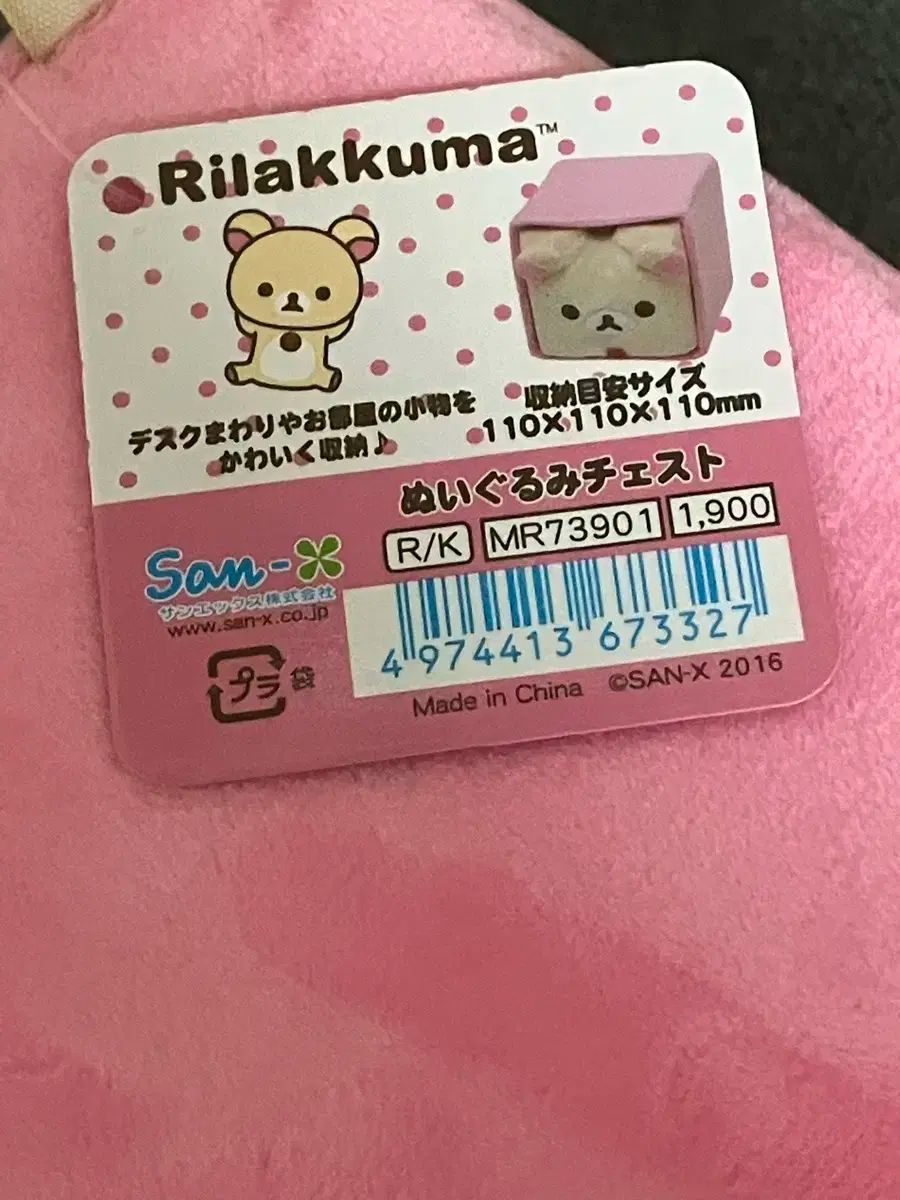 Rilakkuma™
デスクまわりやお部屋の小物を
かわいく収納♪
収納目安サイズ
110×110×110mm
ぬいぐるみチェスト
R/K MR73901 1,900
San-X
サンエックス株式会社
www.san-x.co.jp
プラ 袋
4 974413 673327
Made in China ©SAN-X 2016